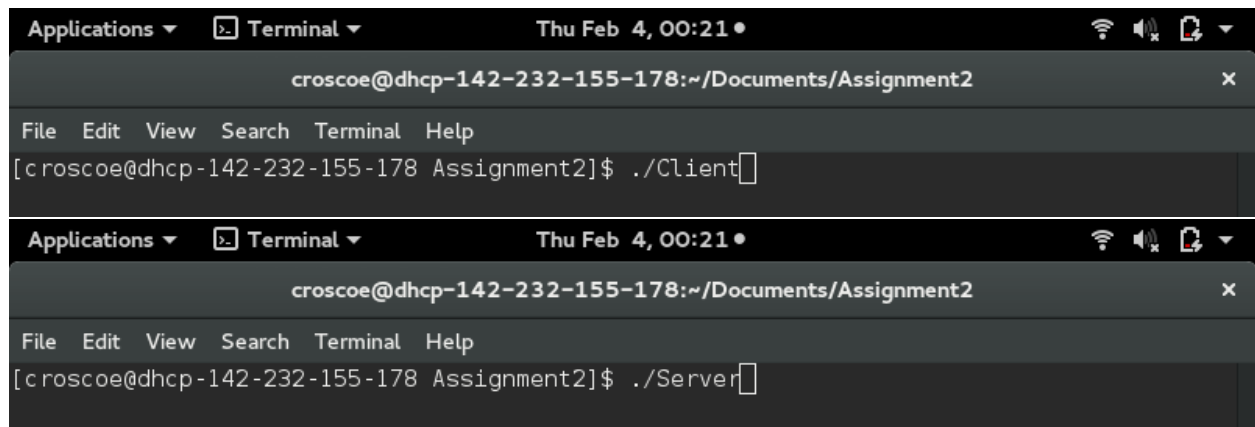 Applications Terminal Thu Feb 4, 00:21
croscoe@dhcp-142-232-155-178:~/Documents/Assignment2
File Edit View Search Terminal Help
[croscoe@dhcp-142-232-155-178 Assignment2]$ ./Client
Applications Terminal Thu Feb 4, 00:21
croscoe@dhcp-142-232-155-178:~/Documents/Assignment2
File Edit View Search Terminal Help
[croscoe@dhcp-142-232-155-178 Assignment2]$ ./Server